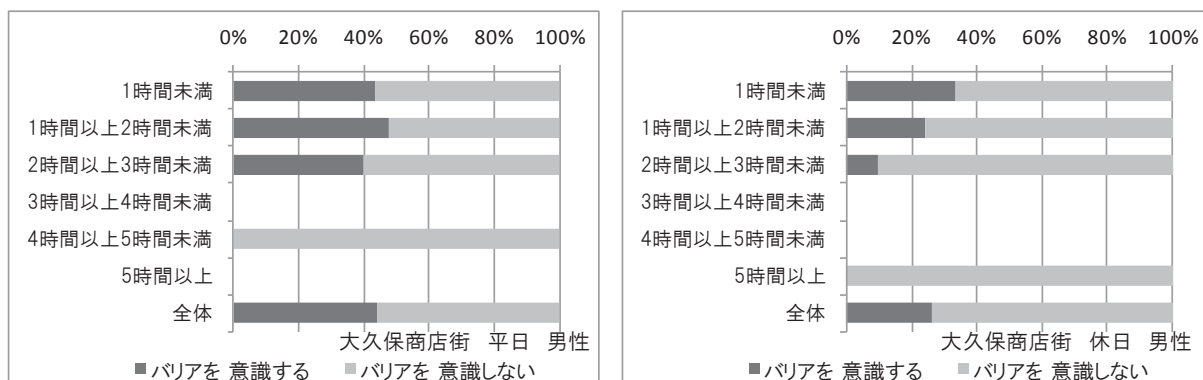 0% 20% 40% 60% 80% 100%
1時間未満
1時間以上2時間未満
2時間以上3時間未満
3時間以上4時間未満
4時間以上5時間未満
5時間以上
全体
大久保商店街 平日 男性
バリアを 意識する バリアを 意識しない
0% 20% 40% 60% 80% 100%
1時間未満
1時間以上2時間未満
2時間以上3時間未満
3時間以上4時間未満
4時間以上5時間未満
5時間以上
全体
大久保商店街 休日 男性
バリアを 意識する バリアを 意識しない